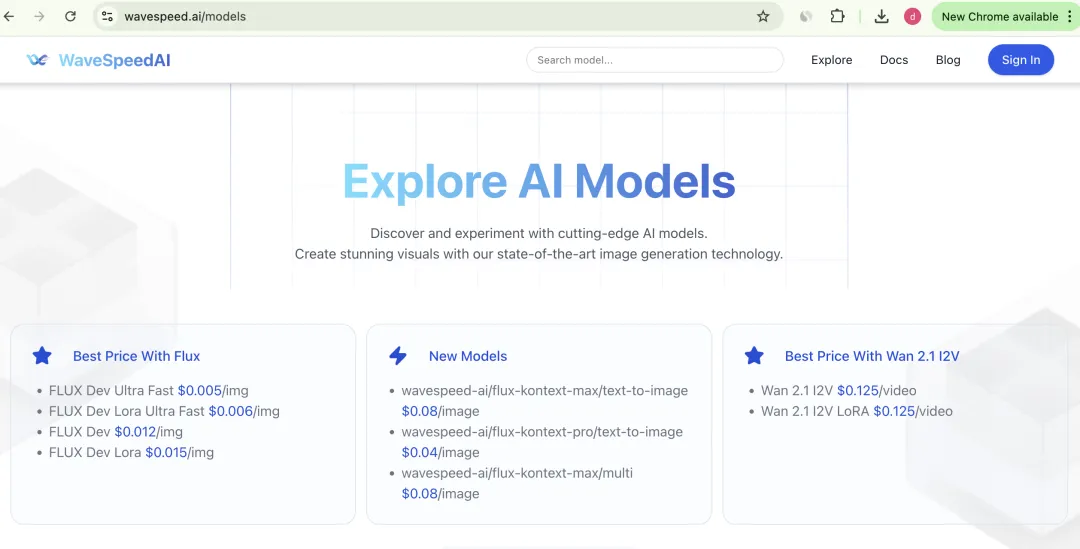 wavespeed.ai/models
d
New Chrome available
WaveSpeedAI
Search model...
Explore
Docs
Blog
Sign In
Explore AI Models
Discover and experiment with cutting-edge AI models.
Create stunning visuals with our state-of-the-art image generation technology.
Best Price With Flux
FLUX Dev Ultra Fast $0.005/img
FLUX Dev Lora Ultra Fast $0.006/img
FLUX Dev $0.012/img
FLUX Dev Lora $0.015/img
New Models
wavespeed-ai/flux-kontext-max/text-to-image
$0.08/image
wavespeed-ai/flux-kontext-pro/text-to-image
$0.04/image
wavespeed-ai/flux-kontext-max/multi
$0.08/image
Best Price With Wan 2.1 I2V
Wan 2.1 I2V $0.125/video
Wan 2.1 I2V LoRA $0.125/video